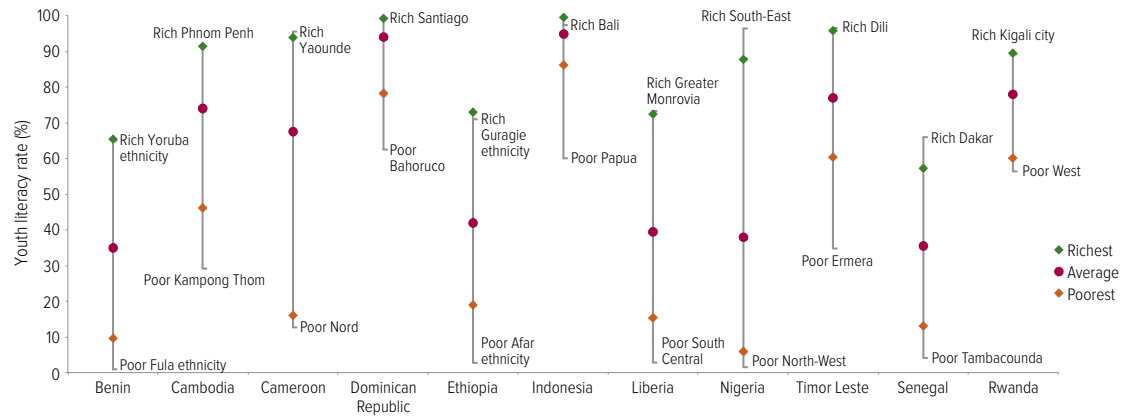 Youth literacy rate (%)
100
90
80
70
60
50
40
30
20
10
0
Rich Yoruba
ethnicity
Poor Fula ethnicity
Rich Phnom Penh
Poor Kampong Thom
Rich
Yaounde
Poor Nord
Rich Santiago
Poor
Bahoruco
Rich
Guragie
ethnicity
Poor Afar
ethnicity
Rich Bali
Poor Papua
Rich Greater
Monrovia
Poor South
Central
Rich South-East
Poor North-West
Rich Dili
Poor Ermera
Rich Dakar
Poor Tambacounda
Rich Kigali city
Poor West
Richest
Average
Poorest
Benin
Cambodia
Cameroon
Dominican
Republic
Ethiopia
Indonesia
Liberia
Nigeria
Timor Leste
Senegal
Rwanda